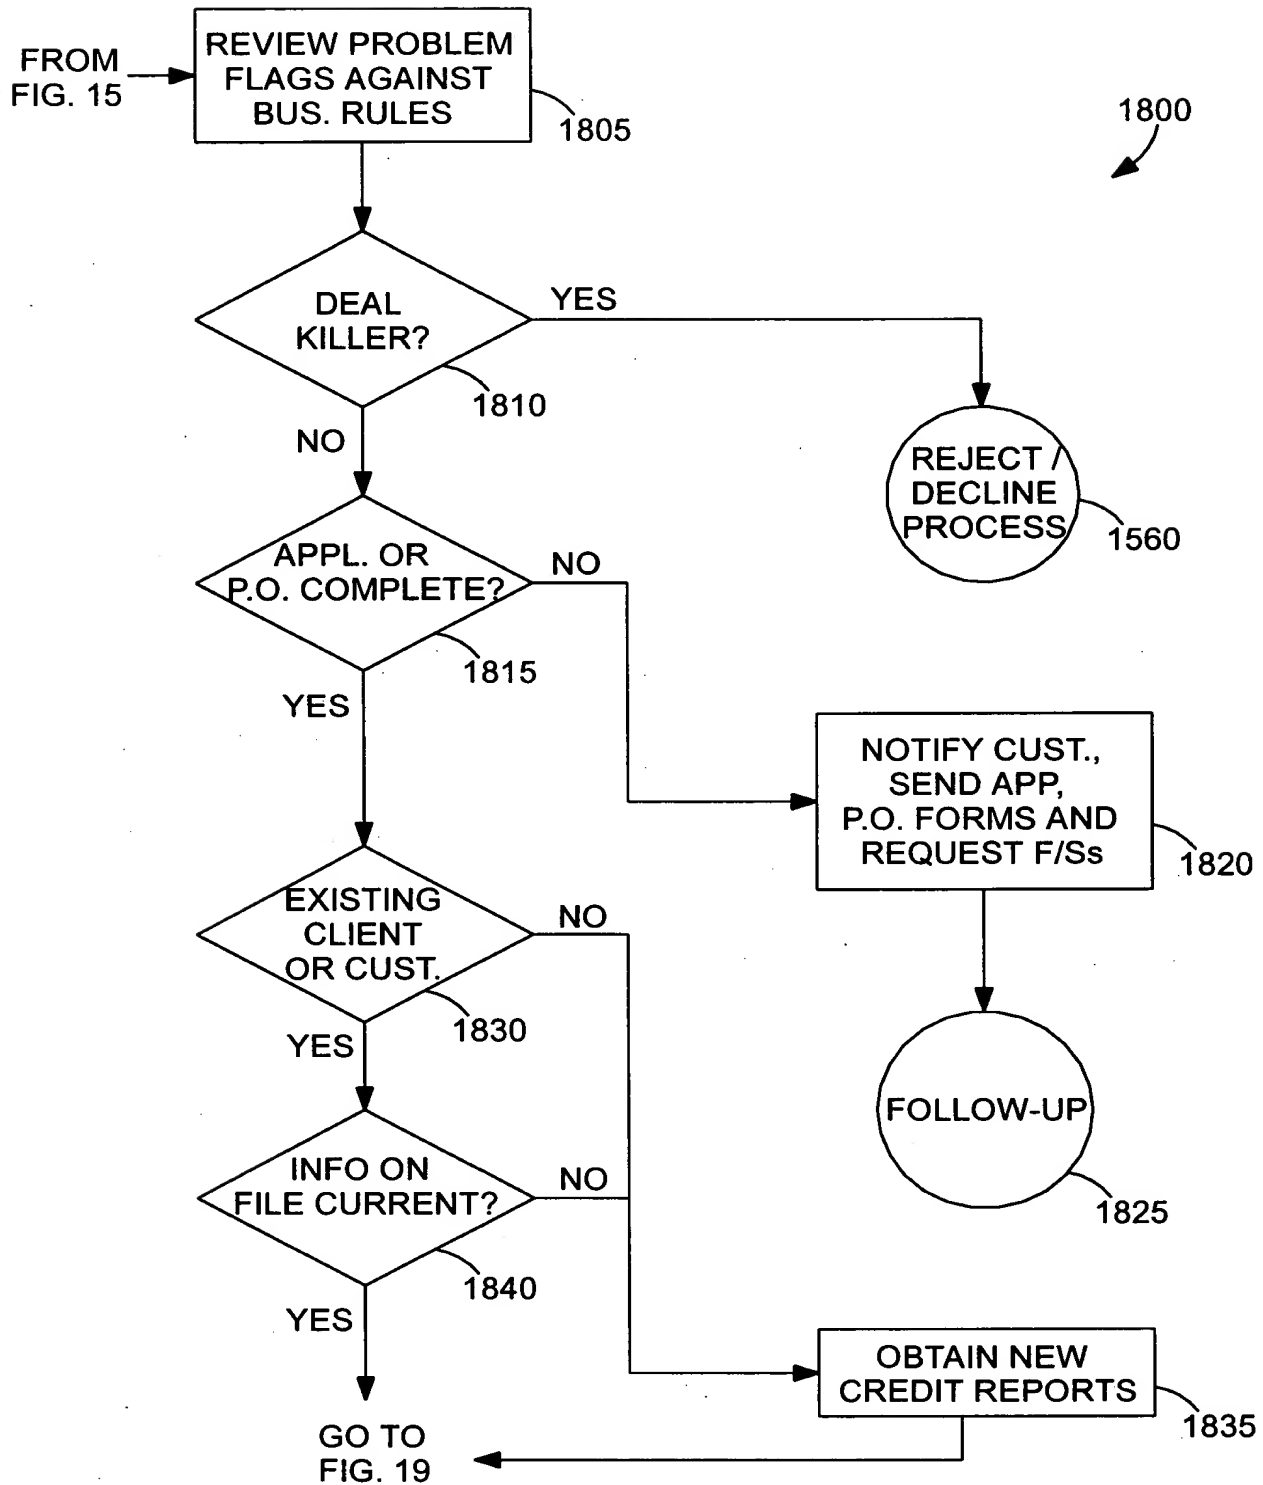 FROM
FIG. 15
REVIEW PROBLEM
FLAGS AGAINST
BUS. RULES
1805
1800
DEAL
KILLER?
YES
1810
NO
REJECT /
DECLINE
PROCESS
1560
APPL. OR
P.O. COMPLETE?
NO
1815
YES
NOTIFY CUST.,
SEND APP,
P.O. FORMS AND
REQUEST F/Ss
1820
EXISTING
CLIENT
OR CUST.
NO
1830
YES
FOLLOW-UP
1825
INFO ON
FILE CURRENT?
NO
1840
YES
OBTAIN NEW
CREDIT REPORTS
1835
GO TO
FIG. 19